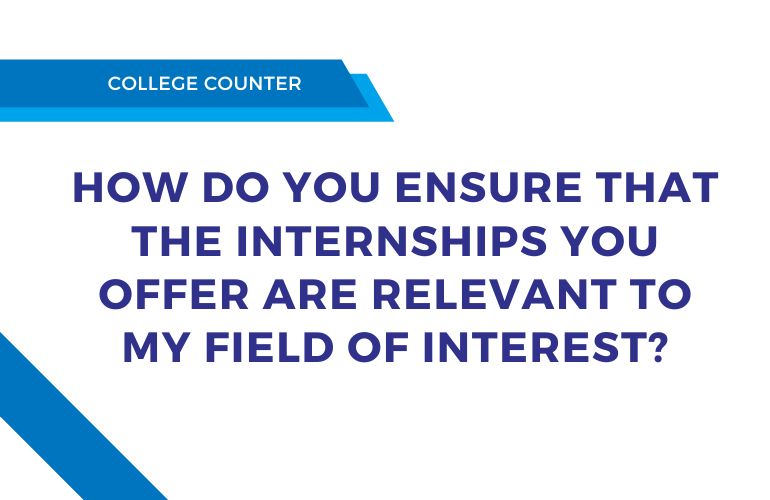 COLLEGE COUNTER
HOW DO YOU ENSURE THAT
THE INTERNSHIPS YOU
OFFER ARE RELEVANT TO
MY FIELD OF INTEREST?